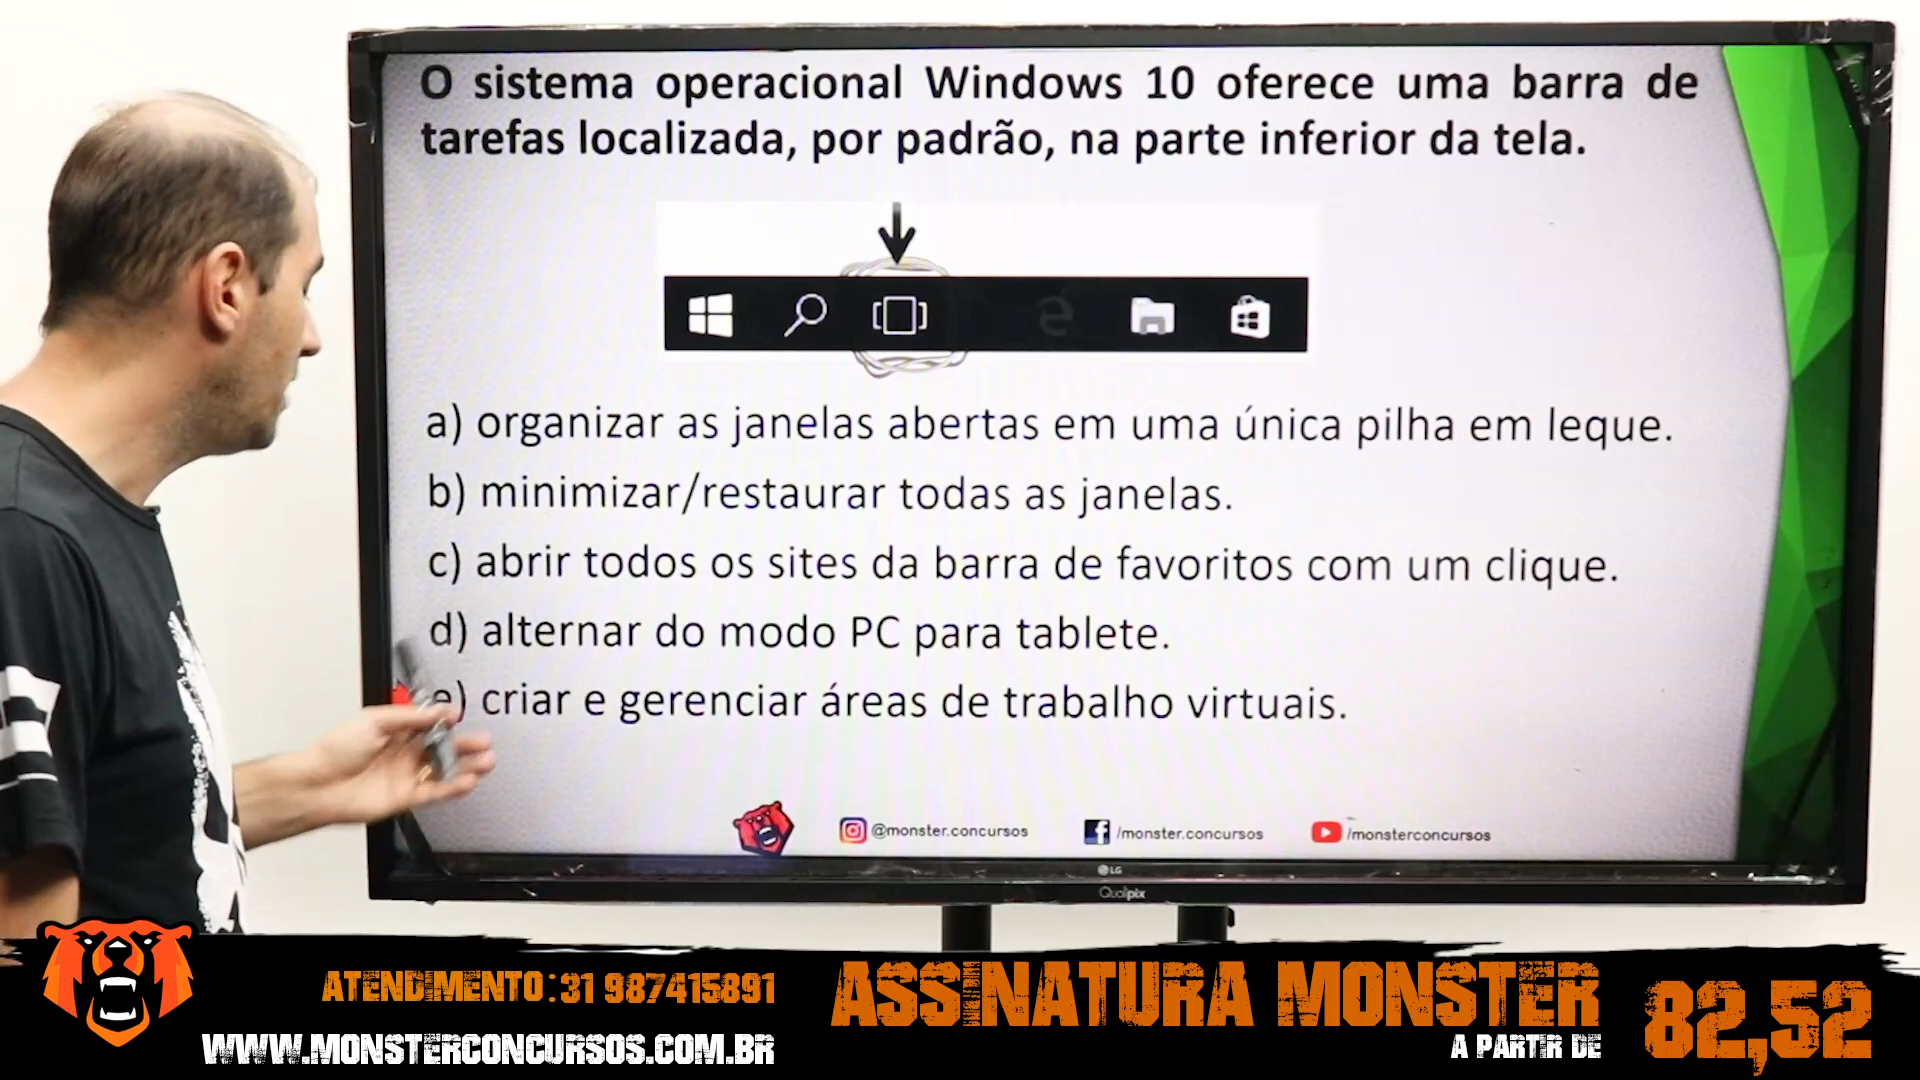 O sistema operacional Windows 10 oferece uma barra de
tarefas localizada, por padrão, na parte inferior da tela.
a) organizar as janelas abertas em uma única pilha em leque.
b) minimizar/restaurar todas as janelas.
c) abrir todos os sites da barra de favoritos com um clique.
d) alternar do modo PC para tablete.
e) criar e gerenciar áreas de trabalho virtuais.
@monster.concursos
/monster.concursos
/monsterconcursos
LG
Qualipix
ATENDIMENTO: 31 987415891
WWW.MONSTERCONCURSOS.COM.BR
ASSINATURA MONSTER
A PARTIR DE
82,52